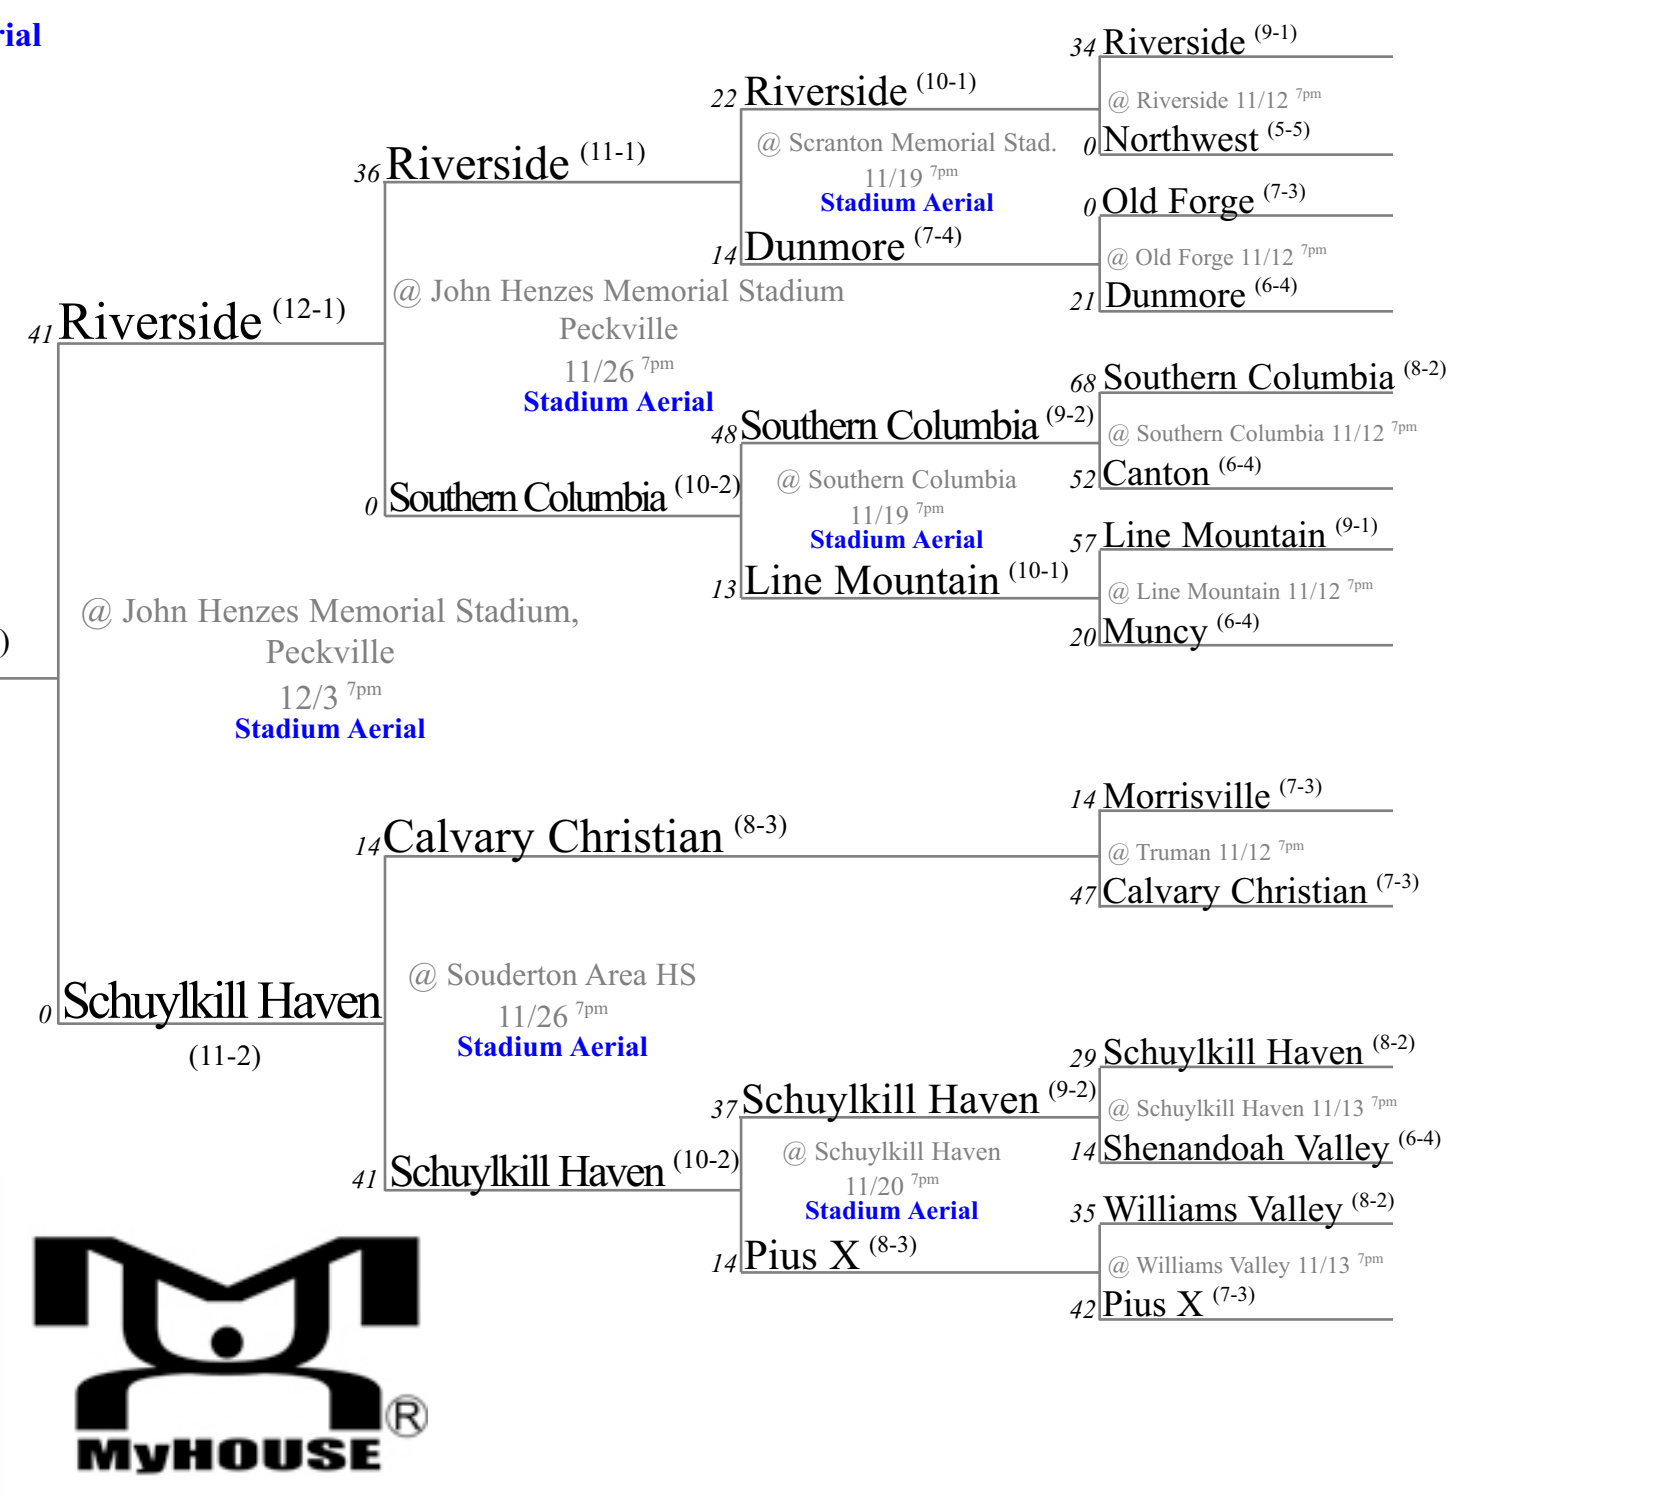 rial
34 Riverside (9-1)
@ Riverside 11/12 7pm
0 Northwest (5-5)
0 Old Forge (7-3)
@ Old Forge 11/12 7pm
21 Dunmore (6-4)
68 Southern Columbia (8-2)
@ Southern Columbia 11/12 7pm
52 Canton (6-4)
57 Line Mountain (9-1)
@ Line Mountain 11/12 7pm
20 Muncy (6-4)
14 Morrisville (7-3)
@ Truman 11/12 7pm
47 Calvary Christian (7-3)
29 Schuylkill Haven (8-2)
@ Schuylkill Haven 11/13 7pm
14 Shenandoah Valley (6-4)
35 Williams Valley (8-2)
@ Williams Valley 11/13 7pm
42 Pius X (7-3)
22 Riverside (10-1)
@ Scranton Memorial Stad.
11/19 7pm
Stadium Aerial
14 Dunmore (7-4)
48 Southern Columbia (9-2)
@ Southern Columbia
11/19 7pm
Stadium Aerial
13 Line Mountain (10-1)
37 Schuylkill Haven (9-2)
@ Schuylkill Haven
11/20 7pm
Stadium Aerial
14 Pius X (8-3)
36 Riverside (11-1)
@ John Henzes Memorial Stadium
Peckville
11/26 7pm
Stadium Aerial
0 Southern Columbia (10-2)
14 Calvary Christian (8-3)
@ Souderton Area HS
11/26 7pm
Stadium Aerial
41 Schuylkill Haven (10-2)
41 Riverside (12-1)
@ John Henzes Memorial Stadium,
Peckville
12/3 7pm
Stadium Aerial
0 Schuylkill Haven
(11-2)
)
MyHOUSE ®